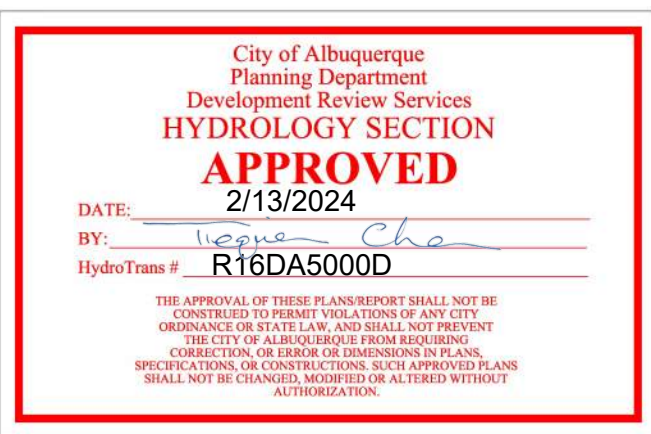 City of Albuquerque
Planning Department
Development Review Services
HYDROLOGY SECTION
APPROVED
DATE: 2/13/2024
BY:
HydroTrans # R16DA5000D
THE APPROVAL OF THESE PLANS/REPORT SHALL NOT BE
CONSTRUED TO PERMIT VIOLATIONS OF ANY CITY
ORDINANCE OR STATE LAW, AND SHALL NOT PREVENT
THE CITY OF ALBUQUERQUE FROM REQUIRING
CORRECTION, OR ERROR OR DIMENSIONS IN PLANS,
SPECIFICATIONS, OR CONSTRUCTIONS. SUCH APPROVED PLANS
SHALL NOT BE CHANGED, MODIFIED OR ALTERED WITHOUT
AUTHORIZATION.